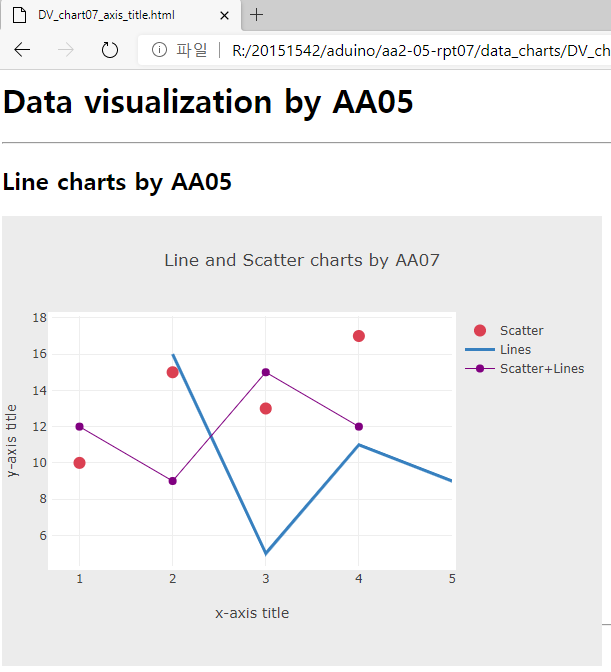 DV_chart07_axis_title.html
파일
R:/20151542/aduino/aa2-05-rpt07/data_charts/DV_ch
Data visualization by AA05
Line charts by AA05
Line and Scatter charts by AA07
18
16
14
12
10
8
6
y-axis title
1 2 3 4 5
x-axis title
Scatter
Lines
Scatter+Lines